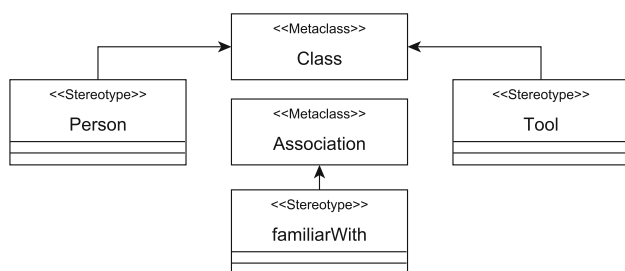 <<Metaclass>>
Class
<<Stereotype>>
Person
<<Metaclass>>
Association
<<Stereotype>>
Tool
<<Stereotype>>
familiarWith